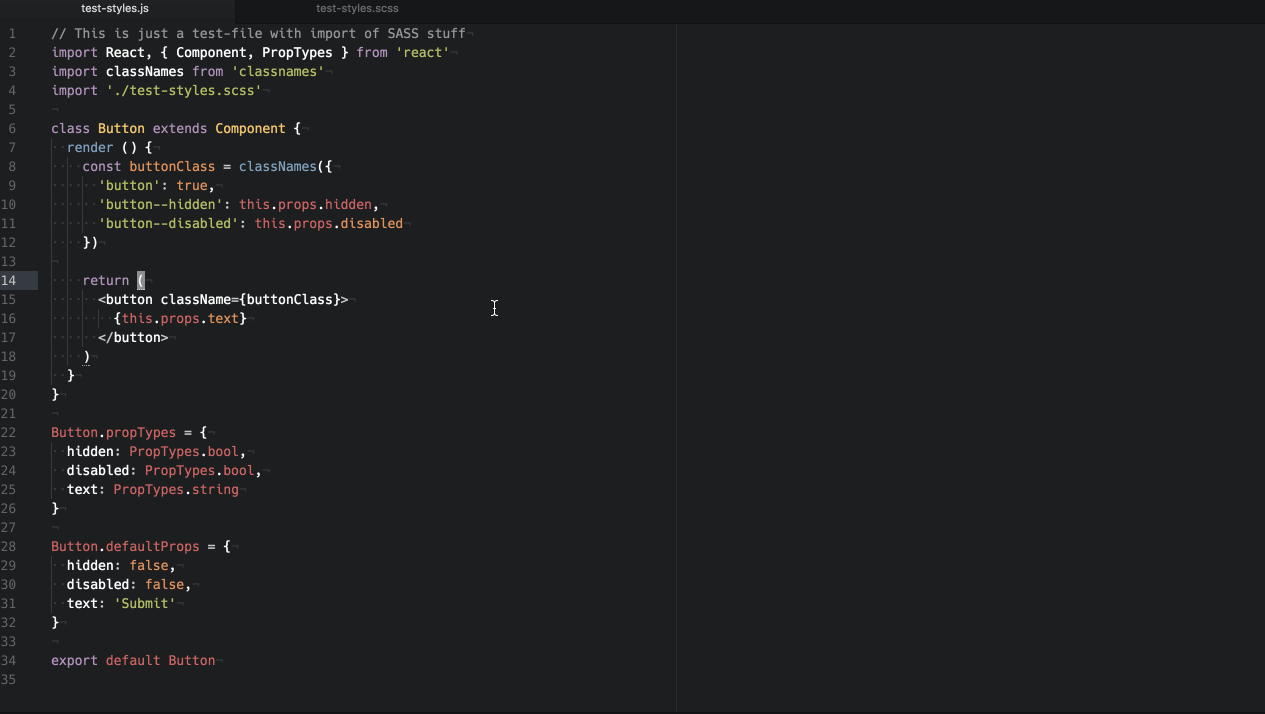 test-styles.js test-styles.scss
1 // This is just a test-file with import of SASS stuff
2 import React, { Component, PropTypes } from 'react'
3 import classNames from 'classnames'
4 import './test-styles.scss'
5
6 class Button extends Component {
7   render () {
8     const buttonClass = classNames({
9       'button': true,
10       'button--hidden': this.props.hidden,
11       'button--disabled': this.props.disabled
12     })
13
14     return (
15       <button className={buttonClass}>
16         {this.props.text}
17       </button>
18     )
19   }
20 }
21
22 Button.propTypes = {
23   hidden: PropTypes.bool,
24   disabled: PropTypes.bool,
25   text: PropTypes.string
26 }
27
28 Button.defaultProps = {
29   hidden: false,
30   disabled: false,
31   text: 'Submit'
32 }
33
34 export default Button
35